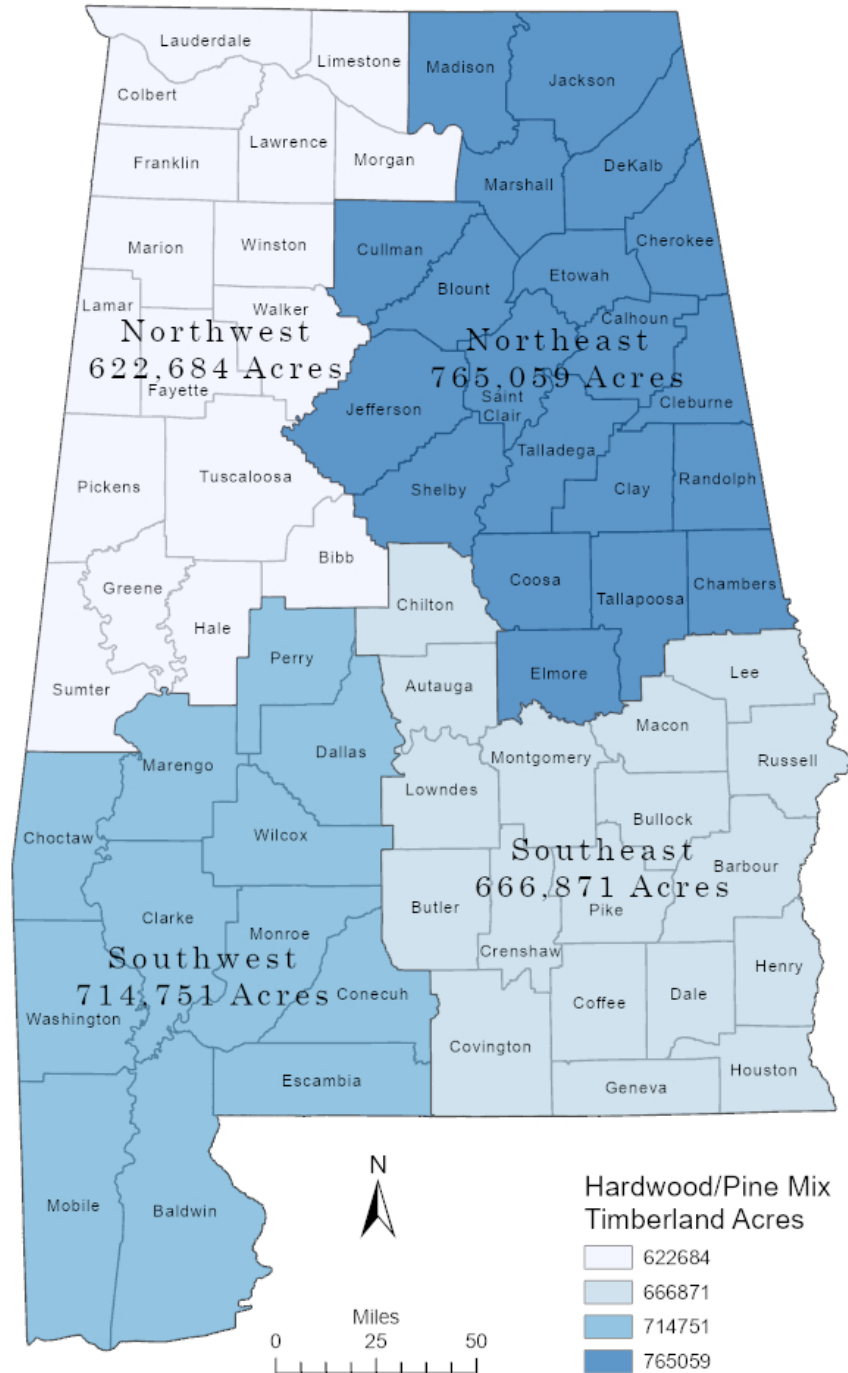 Lauderdale
Limestone
Madison
Jackson
Colbert
Lawrence
Franklin
Morgan
Marshall
DeKalb
Marion
Winston
Cullman
Cherokee
Blount
Etowah
Lamar
Walker
Calhoun
Northwest
622,684 Acres
Northeast
765,059 Acres
Fayette
Jefferson
Saint
Clair
Cleburne
Talladega
Pickens
Tuscaloosa
Shelby
Clay
Randolph
Bibb
Greene
Coosa
Chambers
Hale
Chilton
Tallapoosa
Perry
Elmore
Lee
Sumter
Autauga
Macon
Marengo
Dallas
Montgomery
Russell
Lowndes
Choctaw
Wilcox
Bullock
Southeast
666,871 Acres
Barbour
Butler
Pike
Clarke
Monroe
Crenshaw
Southwest
714,751 Acres
Henry
Conecuh
Coffee
Dale
Washington
Covington
Escambia
Geneva
Houston
Mobile
Baldwin
N
Miles
0 25 50
Hardwood/Pine Mix
Timberland Acres
622684
666871
714751
765059